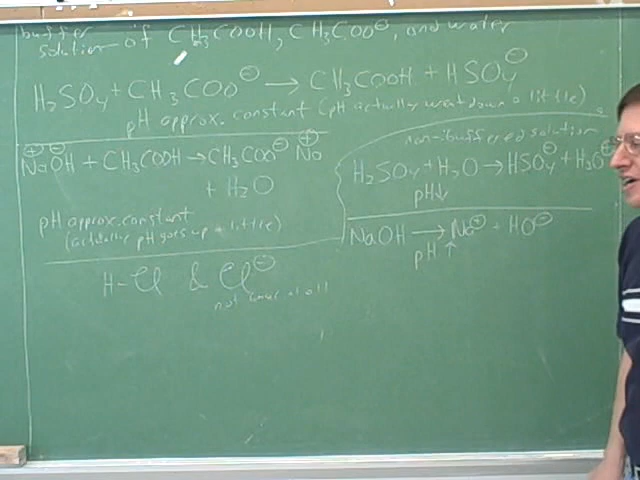 buffer
solution of CH₃COOH, CH₃COO⊖, and water
H₂SO₄ + CH₃COO⊖ → CH₃COOH + HSO₄⊖
pH approx. constant (pH actually went down a little)
Na⊕OH⊖ + CH₃COOH → CH₃COO⊖ Na⊕
+ H₂O
pH approx. constant
(actually pH goes up a little)
non-buffered solution
H₂SO₄ + H₂O → HSO₄⊖ + H₃O⊕
pH↓
NaOH → Na⊕ + HO⊖
pH ↑
H-Cl & Cl⊖
not at all